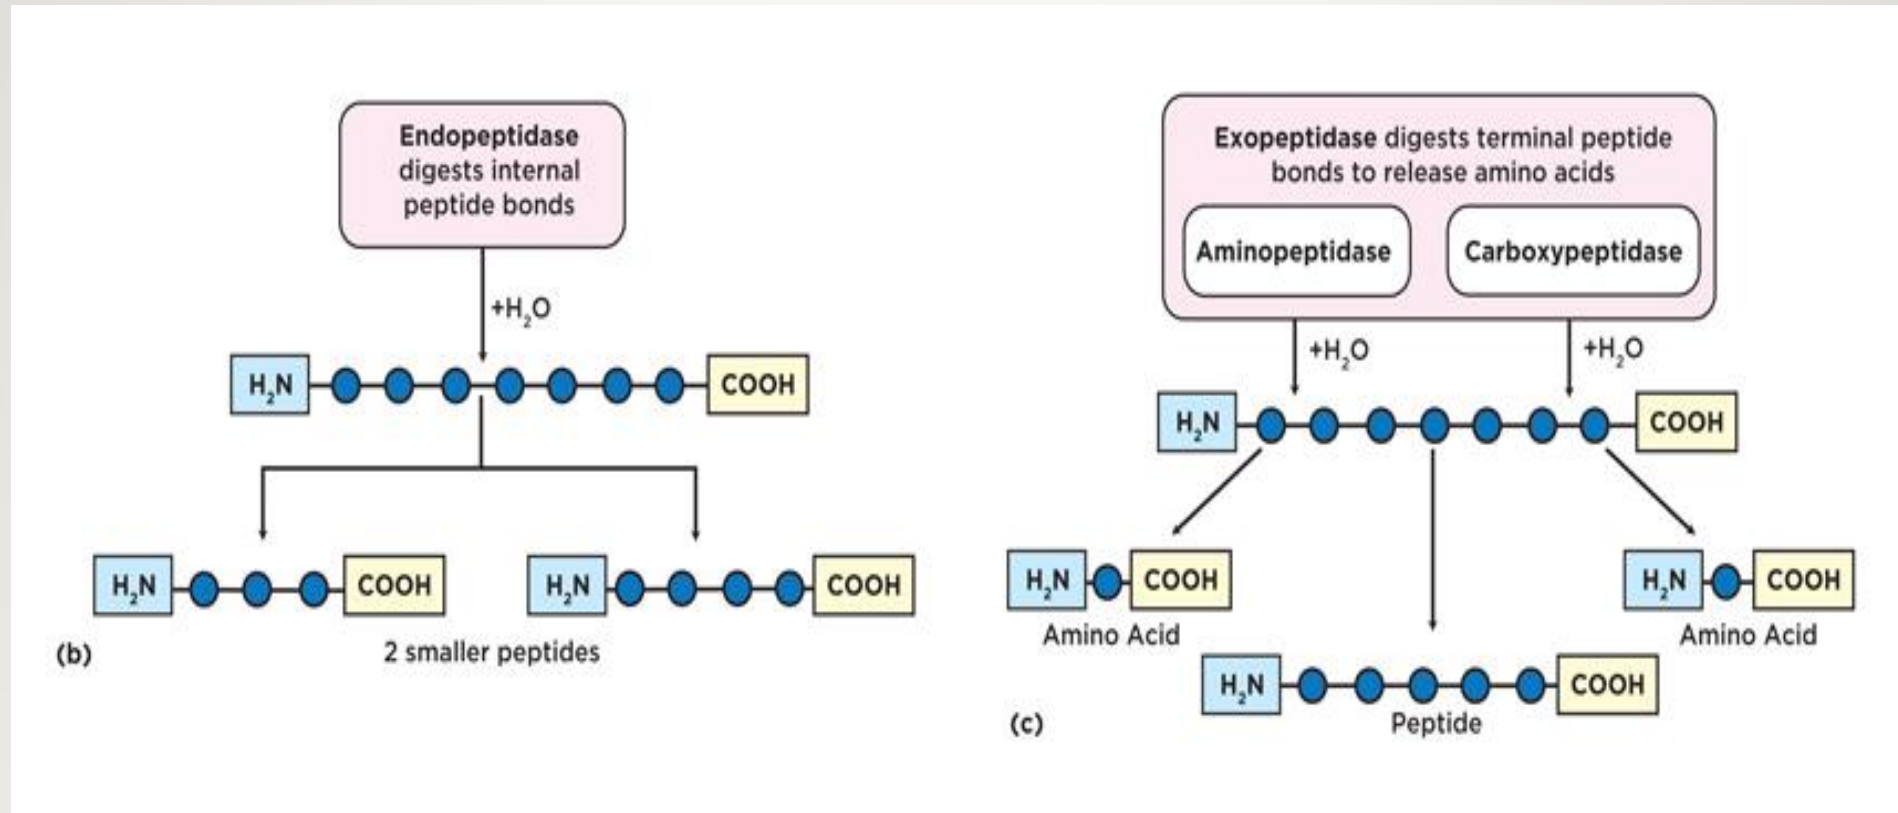 Endopeptidase
digests internal
peptide bonds
+H₂O
H₂N
COOH
H₂N
COOH
H₂N
COOH
2 smaller peptides
(b)
Exopeptidase digests terminal peptide
bonds to release amino acids
Aminopeptidase
Carboxypeptidase
+H₂O
+H₂O
H₂N
COOH
H₂N
COOH
Amino Acid
H₂N
COOH
Amino Acid
H₂N
COOH
Peptide
(c)